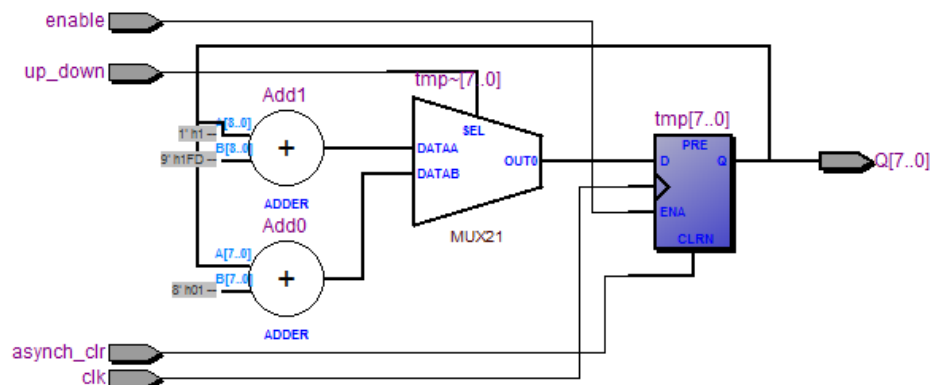 enable
up_down
tmp~[7..0]
Add1
A[8..0]
1' h1 --
B[8..0]
9' h1FD --
+
ADDER
SEL
DATAA
DATAB
OUT0
MUX21
tmp[7..0]
PRE
D
Q
ENA
CLRN
Q[7..0]
Add0
A[7..0]
B[7..0]
8' h01 --
+
ADDER
asynch_clr
clk